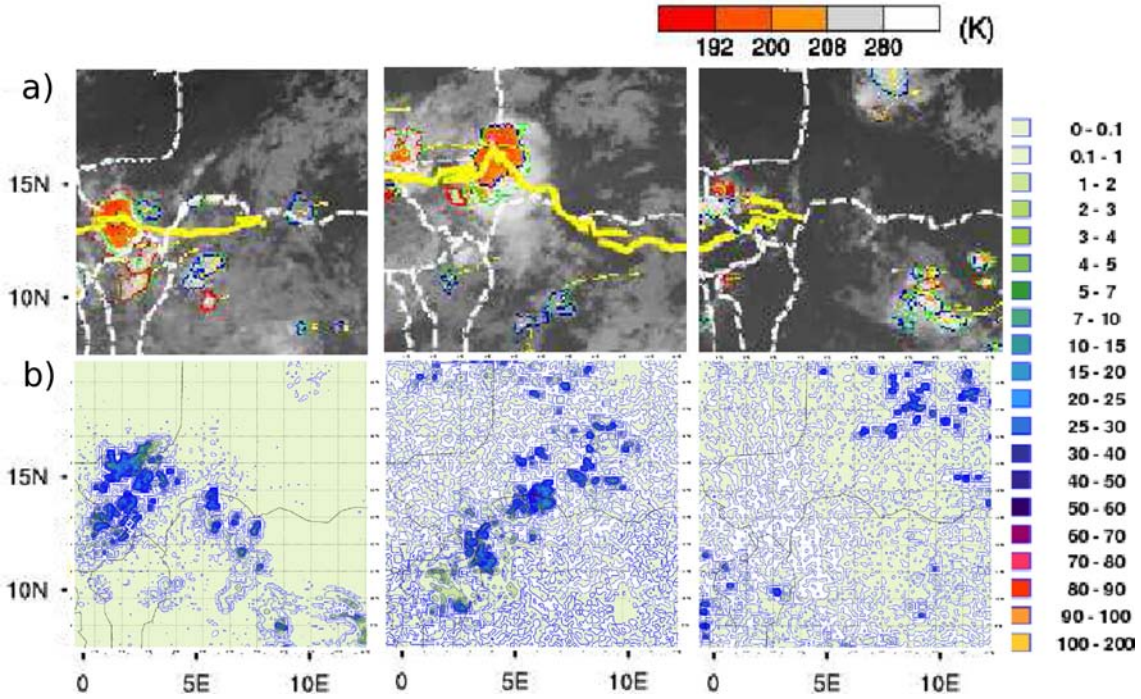 192 200 208 280 (K)
a)
15N
10N
b)
15N
10N
0 5E 10E 0 5E 10E 0 5E 10E
0 - 0.1
0.1 - 1
1 - 2
2 - 3
3 - 4
4 - 5
5 - 7
7 - 10
10 - 15
15 - 20
20 - 25
25 - 30
30 - 40
40 - 50
50 - 60
60 - 70
70 - 80
80 - 90
90 - 100
100 - 200